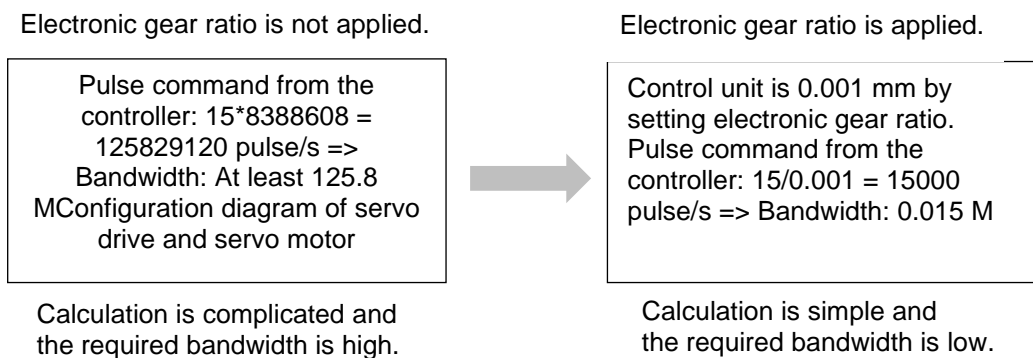 Electronic gear ratio is not applied.
Pulse command from the
controller: 15*8388608 =
125829120 pulse/s =>
Bandwidth: At least 125.8
MConfiguration diagram of servo
drive and servo motor
Calculation is complicated and
the required bandwidth is high.
Electronic gear ratio is applied.
Control unit is 0.001 mm by
setting electronic gear ratio.
Pulse command from the
controller: 15/0.001 = 15000
pulse/s => Bandwidth: 0.015 M
Calculation is simple and
the required bandwidth is low.